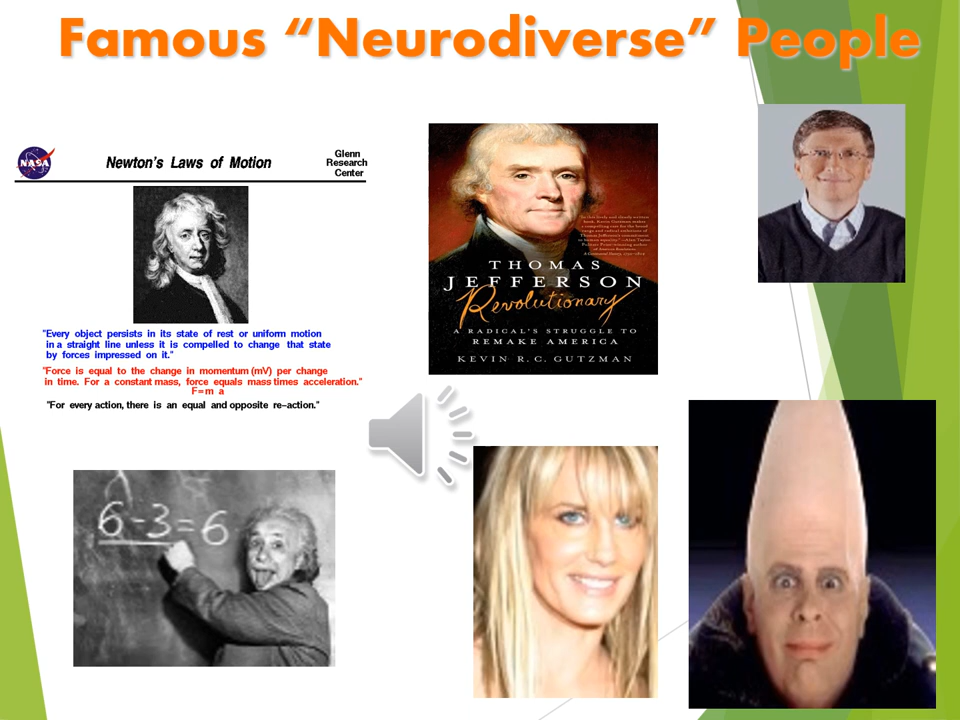 Famous “Neurodiverse” People
NASA
Newton's Laws of Motion
Glenn
Research
Center
"Every object persists in its state of rest or uniform motion
in a straight line unless it is compelled to change that state
by forces impressed on it."
"Force is equal to the change in momentum (mV) per change
in time. For a constant mass, force equals mass times acceleration."
F=m a
"For every action, there is an equal and opposite re-action."
THOMAS
JEFFERSON
Revolutionary
A RADICAL'S STRUGGLE TO
REMAKE AMERICA
KEVIN R. C. GUTZMAN
6-3=6